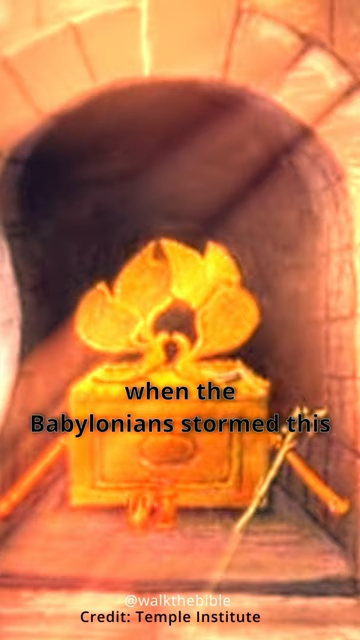 when the
Babylonians stormed this
@walkthebible
Credit: Temple Institute